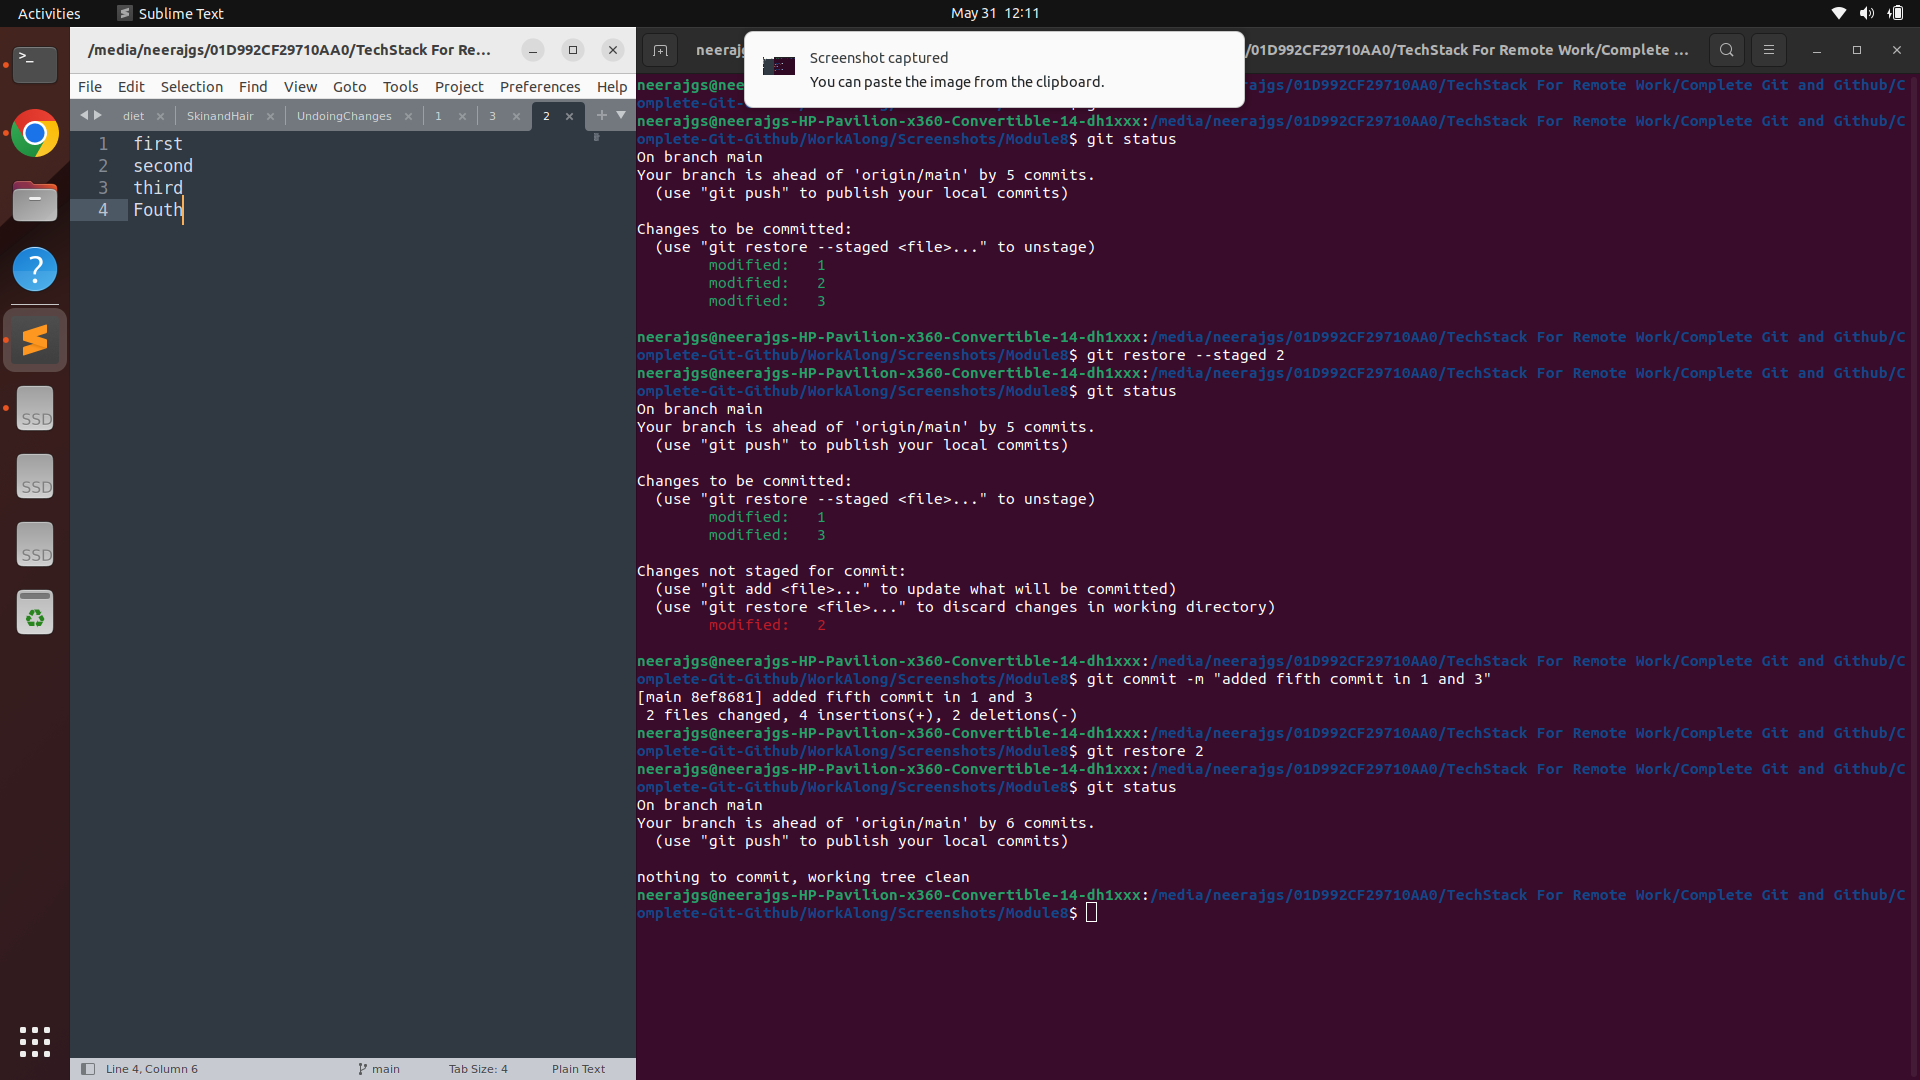 Activities
Sublime Text
May 31 12:11
/media/neerajgs/01D992CF29710AA0/TechStack For Re...
File Edit Selection Find View Goto Tools Project Preferences Help
diet × SkinandHair × UndoingChanges × 1 × 3 × 2 ×
1 first
2 second
3 third
4 Fouth
SSD
SSD
SSD
Line 4, Column 6
main
Tab Size: 4
Plain Text
neerajg
/01D992CF29710AA0/TechStack For Remote Work/Complete ...
Screenshot captured
You can paste the image from the clipboard.
neerajgs@nee
ajgs/01D992CF29710AA0/TechStack For Remote Work/Complete Git and Github/C
omplete-Git-
neerajgs@neerajgs-HP-Pavilion-x360-Convertible-14-dh1xxx:/media/neerajgs/01D992CF29710AA0/TechStack For Remote Work/Complete Git and Github/C
omplete-Git-Github/WorkAlong/Screenshots/Module8$ git status
On branch main
Your branch is ahead of 'origin/main' by 5 commits.
(use "git push" to publish your local commits)
Changes to be committed:
(use "git restore --staged <file>..." to unstage)
modified: 1
modified: 2
modified: 3
neerajgs@neerajgs-HP-Pavilion-x360-Convertible-14-dh1xxx:/media/neerajgs/01D992CF29710AA0/TechStack For Remote Work/Complete Git and Github/C
omplete-Git-Github/WorkAlong/Screenshots/Module8$ git restore --staged 2
neerajgs@neerajgs-HP-Pavilion-x360-Convertible-14-dh1xxx:/media/neerajgs/01D992CF29710AA0/TechStack For Remote Work/Complete Git and Github/C
omplete-Git-Github/WorkAlong/Screenshots/Module8$ git status
On branch main
Your branch is ahead of 'origin/main' by 5 commits.
(use "git push" to publish your local commits)
Changes to be committed:
(use "git restore --staged <file>..." to unstage)
modified: 1
modified: 3
Changes not staged for commit:
(use "git add <file>..." to update what will be committed)
(use "git restore <file>..." to discard changes in working directory)
modified: 2
neerajgs@neerajgs-HP-Pavilion-x360-Convertible-14-dh1xxx:/media/neerajgs/01D992CF29710AA0/TechStack For Remote Work/Complete Git and Github/C
omplete-Git-Github/WorkAlong/Screenshots/Module8$ git commit -m "added fifth commit in 1 and 3"
[main 8ef8681] added fifth commit in 1 and 3
2 files changed, 4 insertions(+), 2 deletions(-)
neerajgs@neerajgs-HP-Pavilion-x360-Convertible-14-dh1xxx:/media/neerajgs/01D992CF29710AA0/TechStack For Remote Work/Complete Git and Github/C
omplete-Git-Github/WorkAlong/Screenshots/Module8$ git restore 2
neerajgs@neerajgs-HP-Pavilion-x360-Convertible-14-dh1xxx:/media/neerajgs/01D992CF29710AA0/TechStack For Remote Work/Complete Git and Github/C
omplete-Git-Github/WorkAlong/Screenshots/Module8$ git status
On branch main
Your branch is ahead of 'origin/main' by 6 commits.
(use "git push" to publish your local commits)
nothing to commit, working tree clean
neerajgs@neerajgs-HP-Pavilion-x360-Convertible-14-dh1xxx:/media/neerajgs/01D992CF29710AA0/TechStack For Remote Work/Complete Git and Github/C
omplete-Git-Github/WorkAlong/Screenshots/Module8$